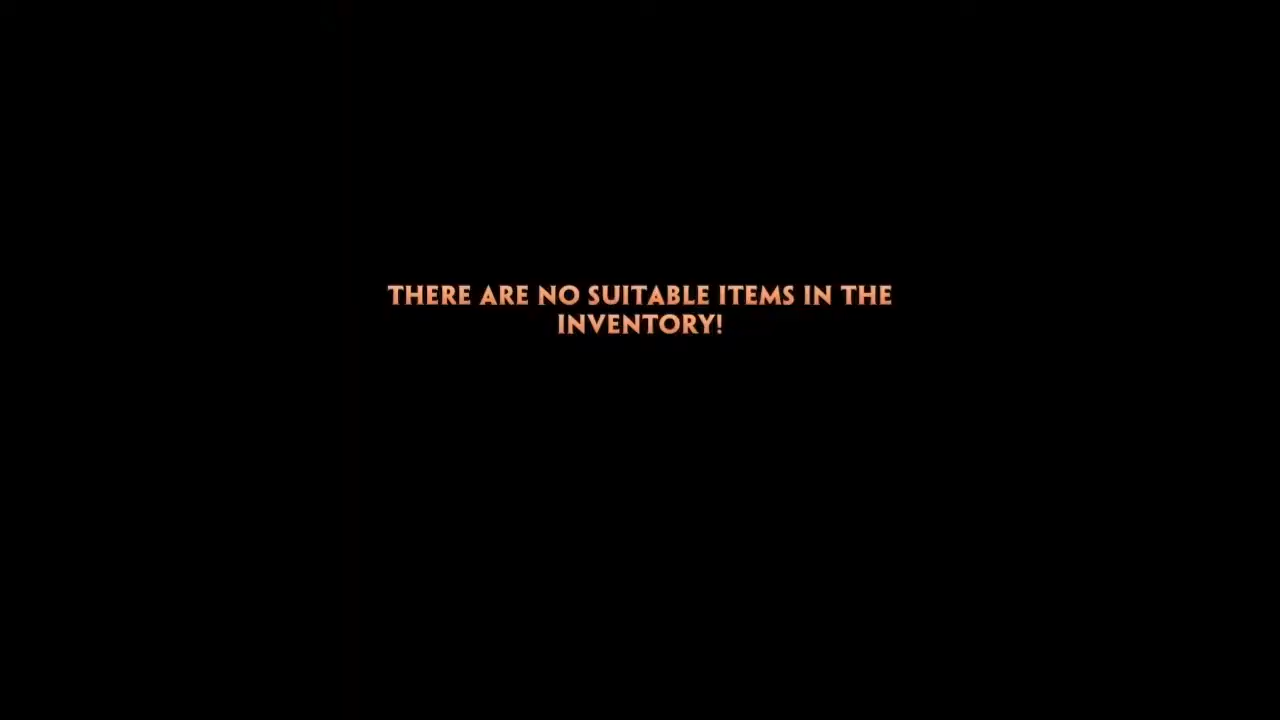 THERE ARE NO SUITABLE ITEMS IN THE
INVENTORY!